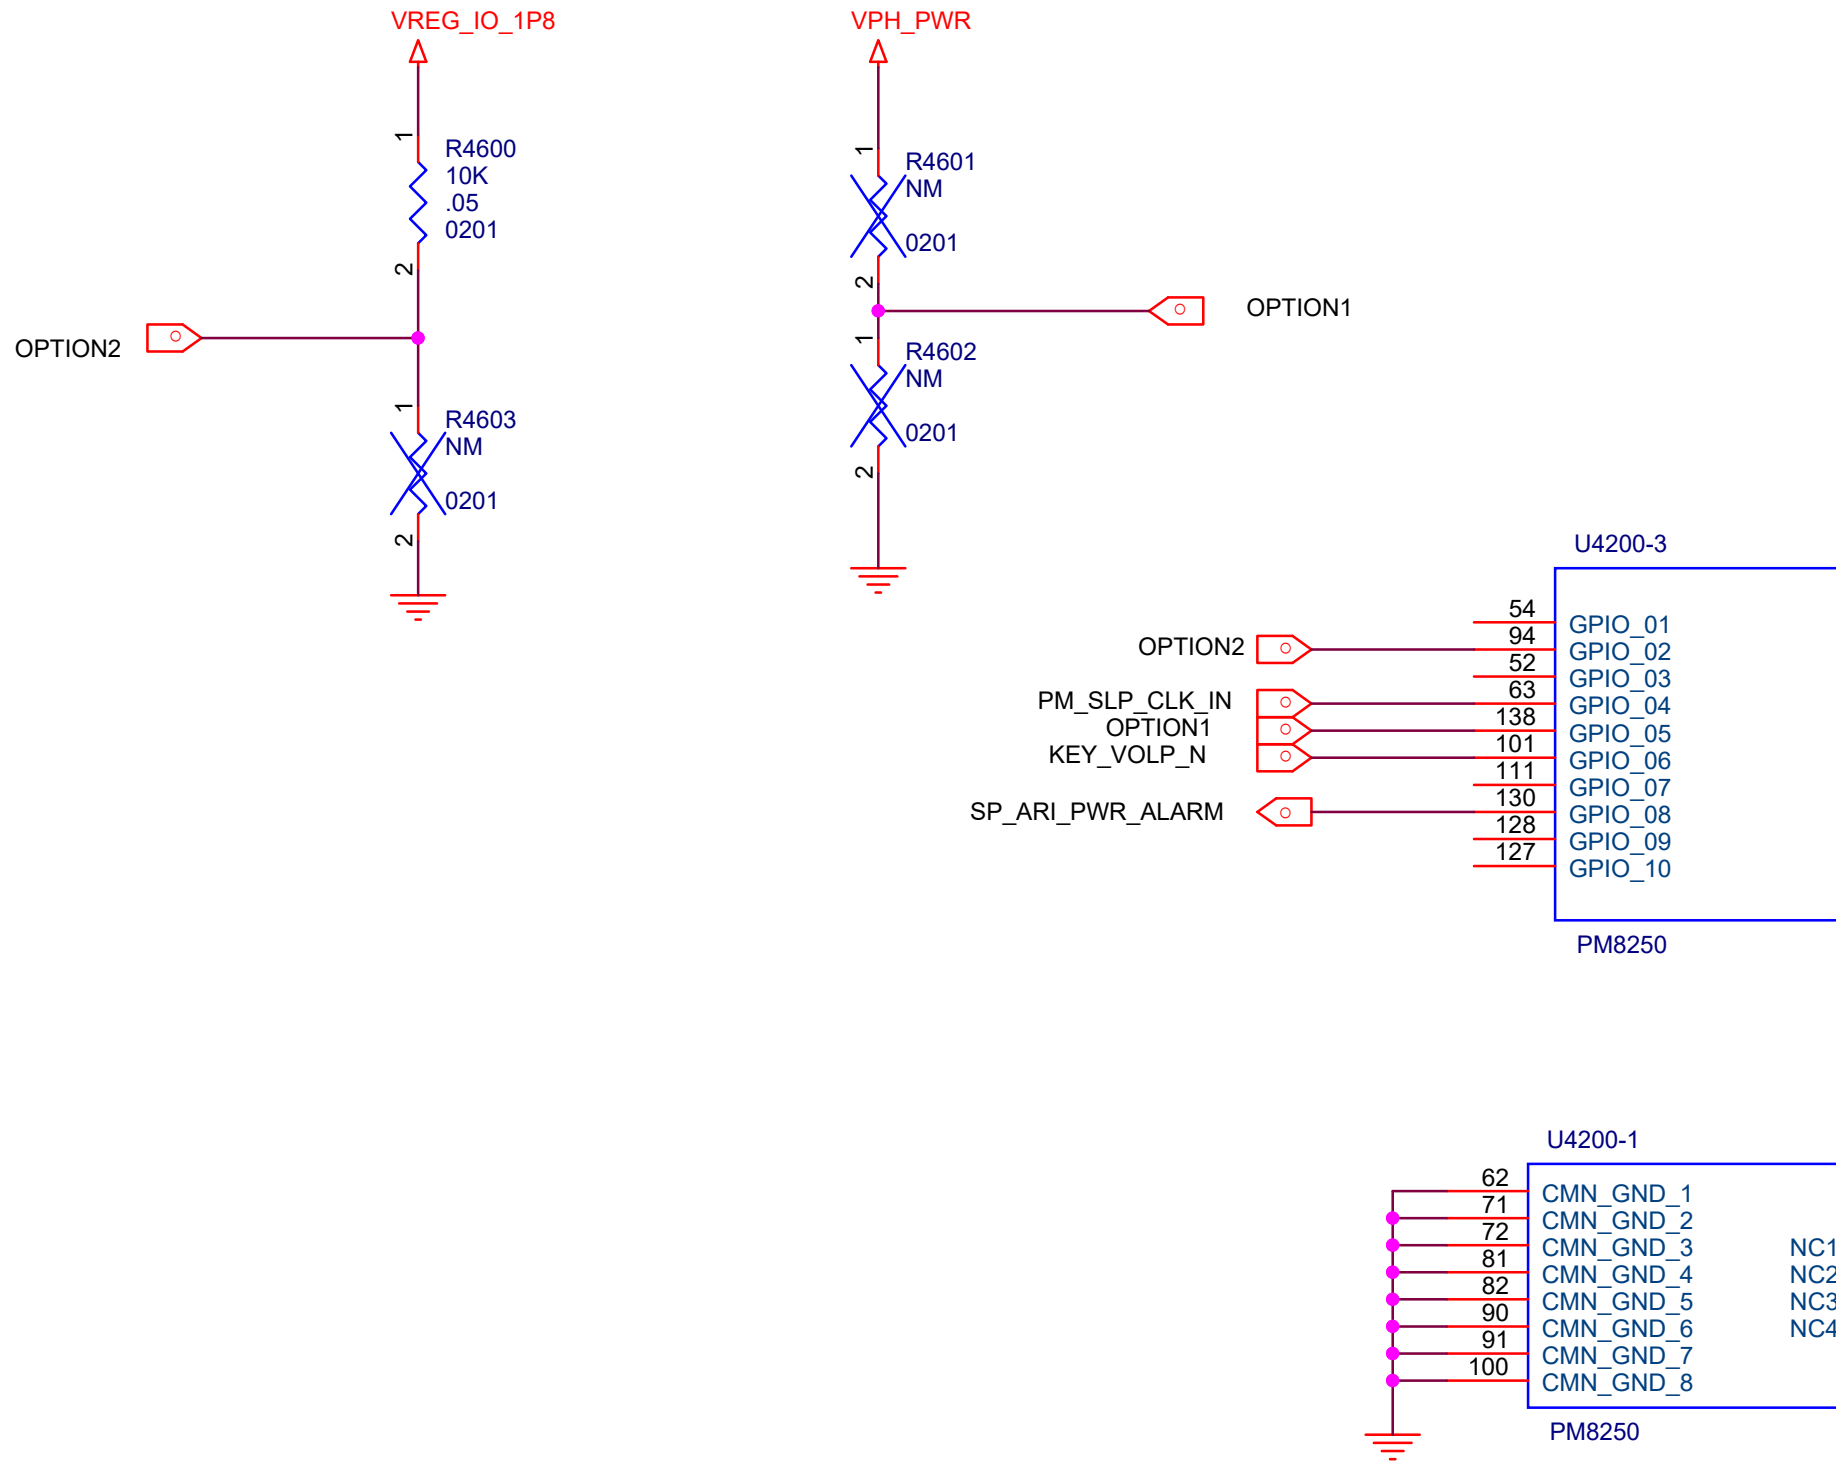 VREG_IO_1P8
VPH_PWR
1
R4600
10K
.05
0201
2
OPTION2
1
R4603
NM
0201
2
1
R4601
NM
0201
2
OPTION1
1
R4602
NM
0201
2
U4200-3
54
GPIO_01
OPTION2
94
GPIO_02
52
GPIO_03
PM_SLP_CLK_IN
63
GPIO_04
OPTION1
138
GPIO_05
KEY_VOLP_N
101
GPIO_06
111
GPIO_07
SP_ARI_PWR_ALARM
130
GPIO_08
128
GPIO_09
127
GPIO_10
PM8250
U4200-1
62
CMN_GND_1
71
CMN_GND_2
72
CMN_GND_3
NC1
81
CMN_GND_4
NC2
82
CMN_GND_5
NC3
90
CMN_GND_6
NC4
91
CMN_GND_7
100
CMN_GND_8
PM8250